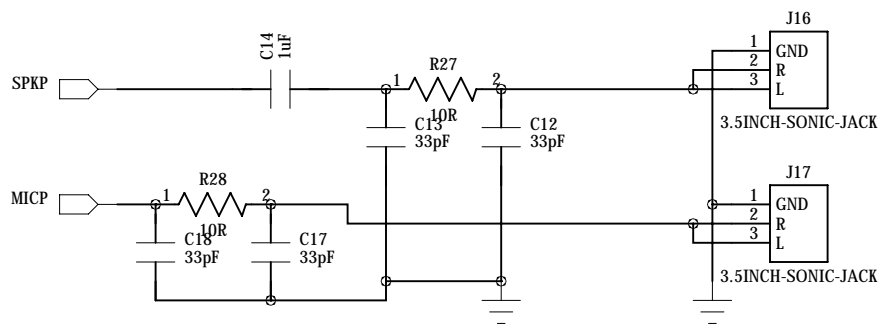 C14
1uF
J16
SPKP
1
R27
2
10R
1
GND
2
R
3
L
C13
33pF
C12
33pF
3.5INCH-SONIC-JACK
MICP
1
R28
2
10R
J17
1
GND
2
R
3
L
C18
33pF
C17
33pF
3.5INCH-SONIC-JACK